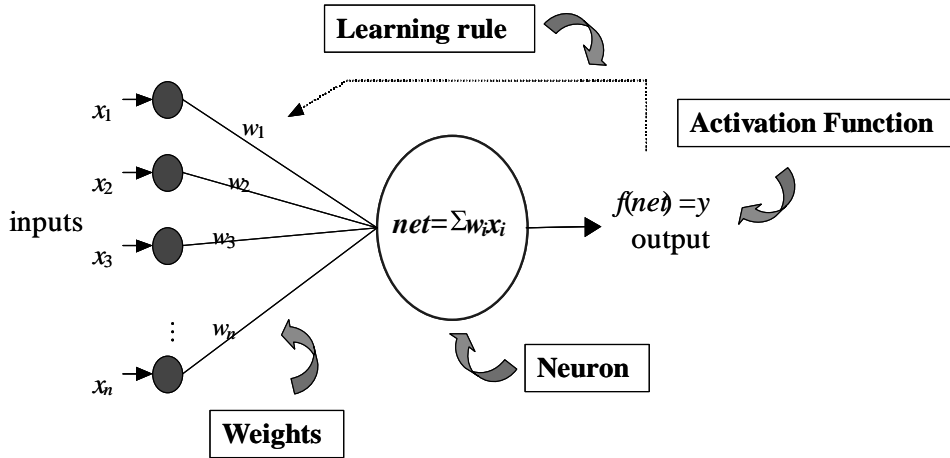 Learning rule
x1
w1
Activation Function
x2
w2
inputs
f(net) =y
net=Σwixi
output
w3
x3
⋮
wn
xn
Neuron
Weights